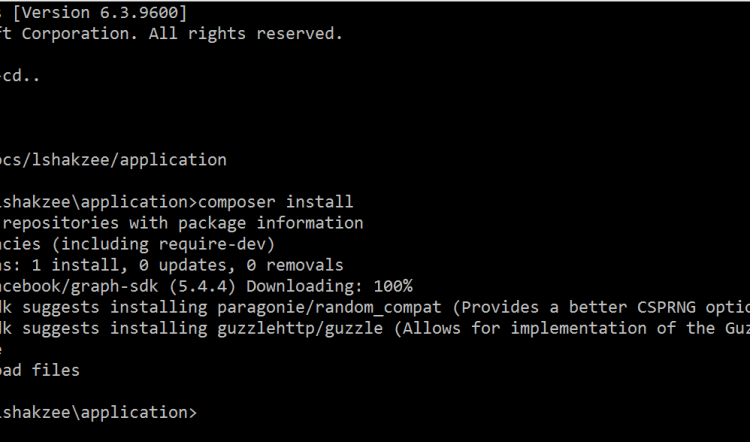 s [Version 6.3.9600]
ft Corporation. All rights reserved.
cd..
ocs/lshakzee/application
lshakzee\application>composer install
repositories with package information
ncies (including require-dev)
ns: 1 install, 0 updates, 0 removals
acebook/graph-sdk (5.4.4) Downloading: 100%
dk suggests installing paragonie/random_compat (Provides a better CSPRNG optio
dk suggests installing guzzlehttp/guzzle (Allows for implementation of the Guz
e
oad files
lshakzee\application>